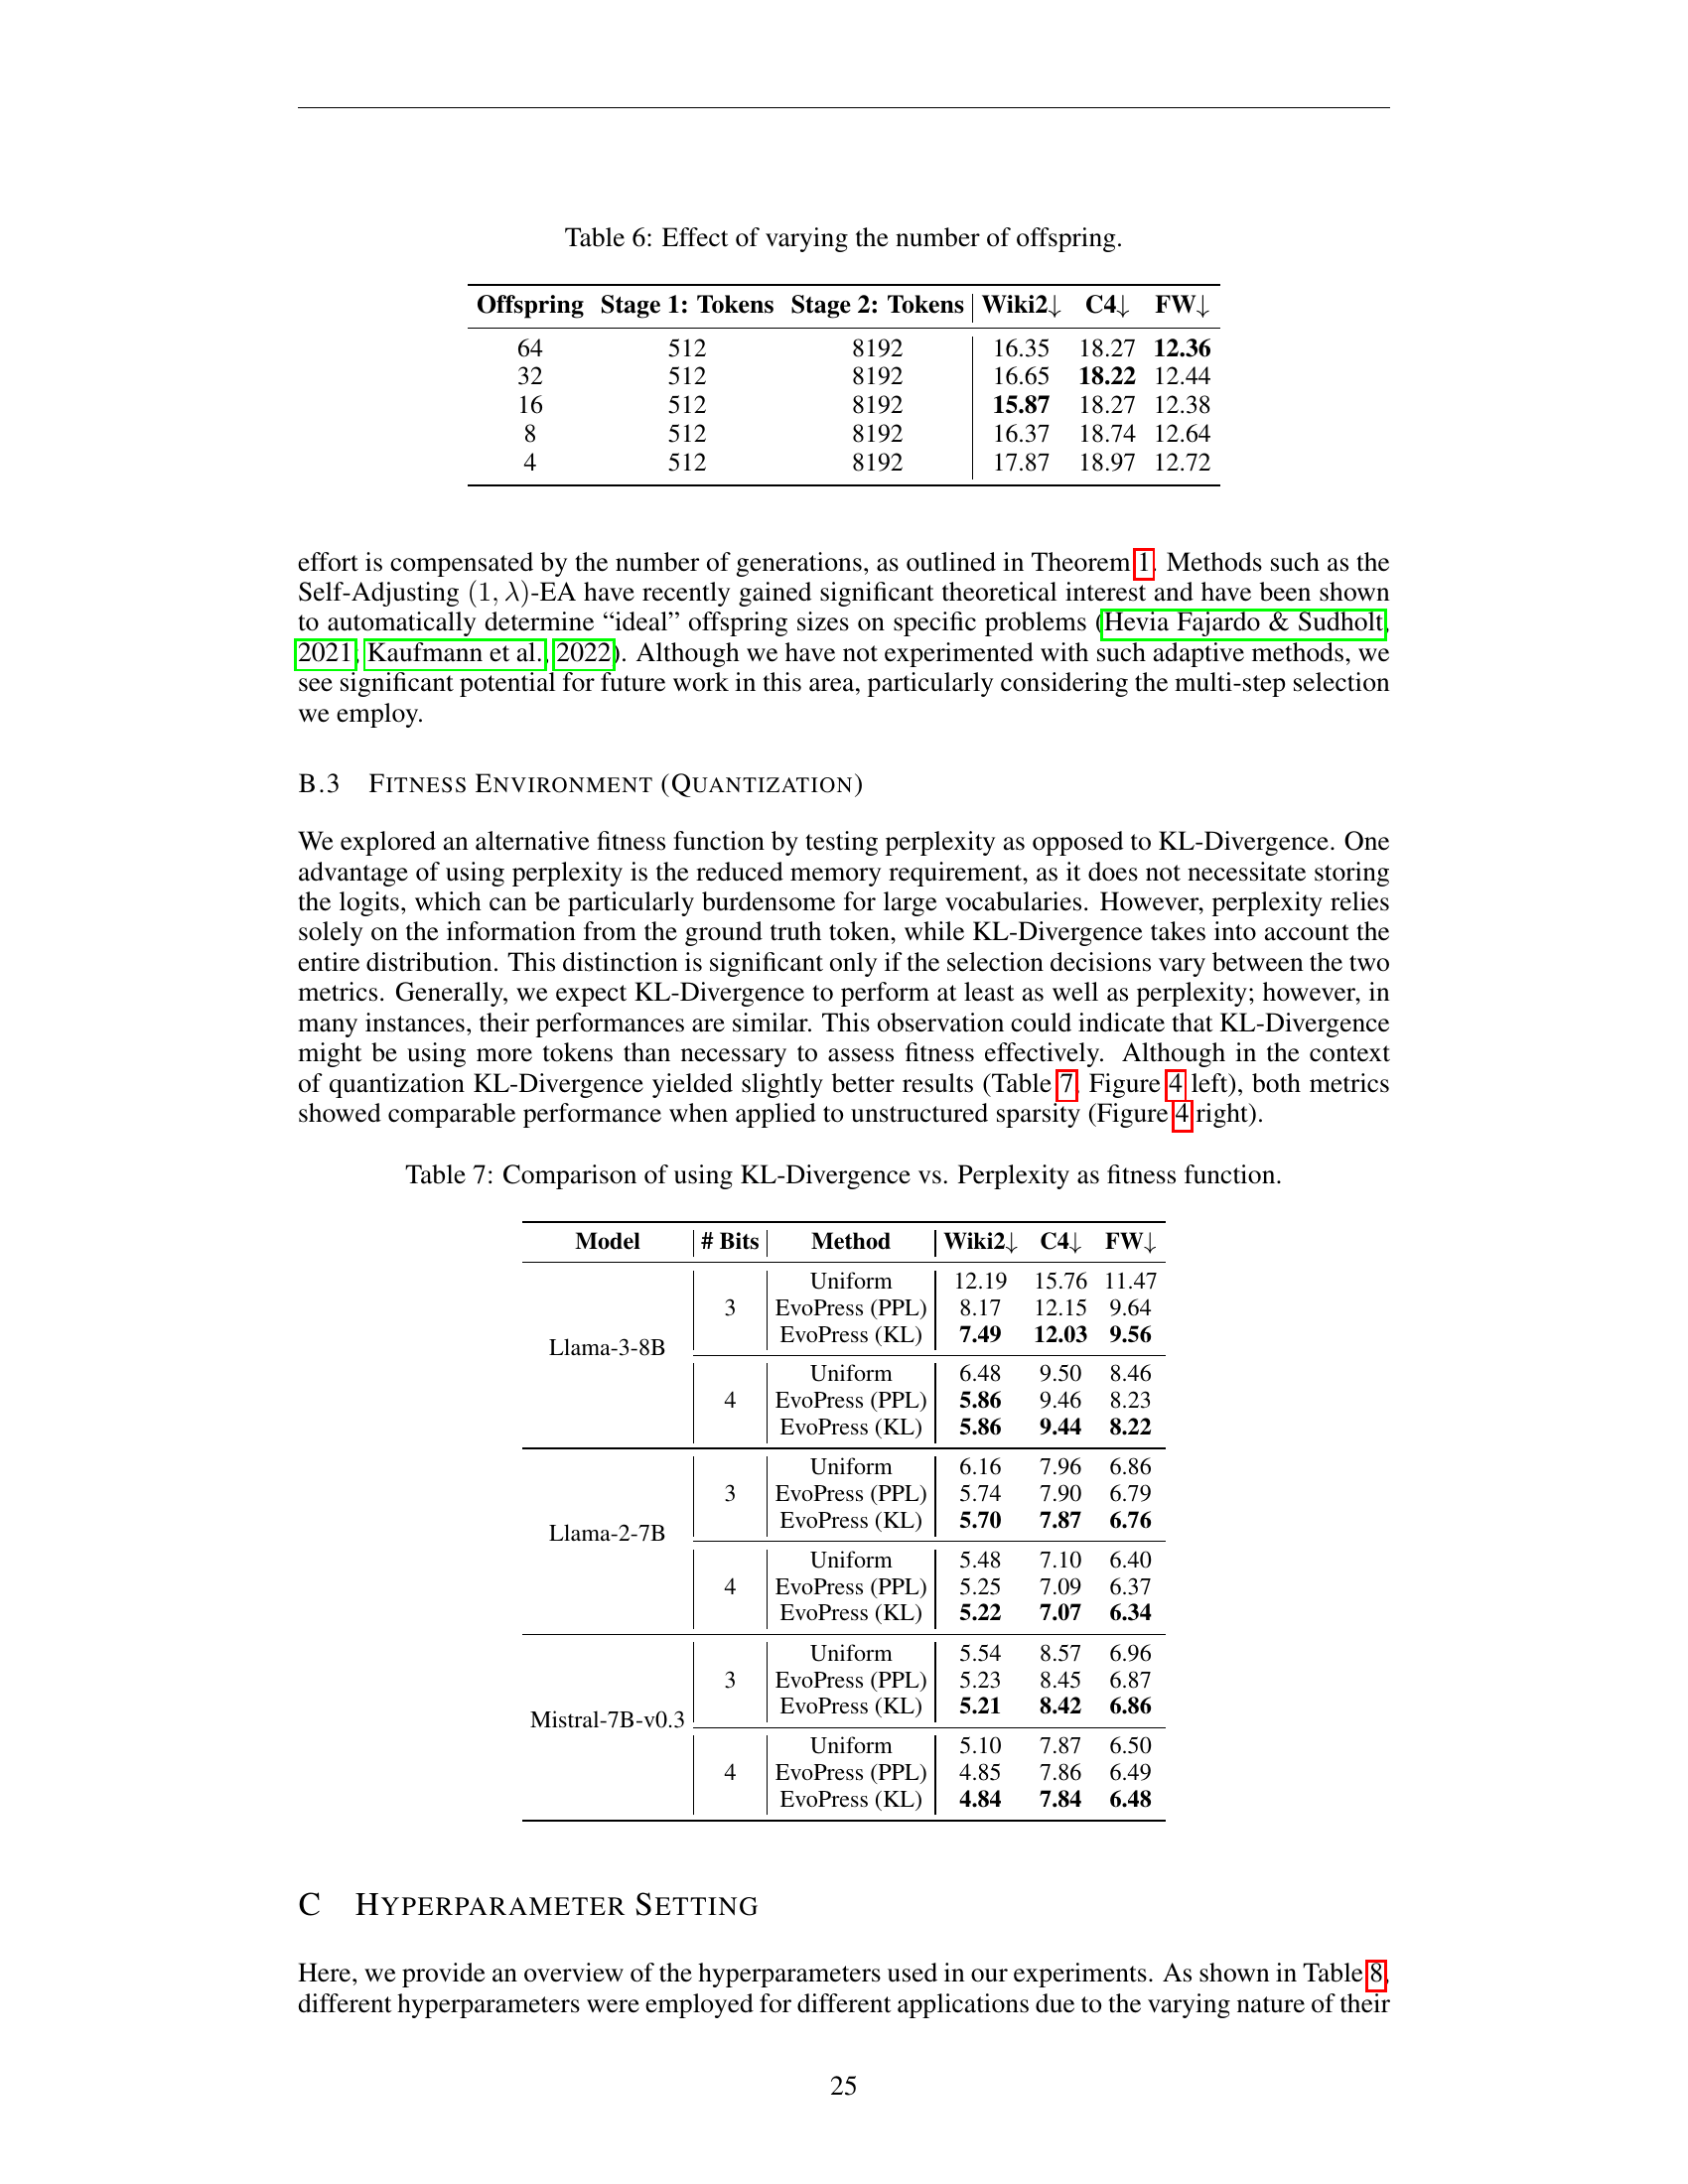 Table 6: Effect of varying the number of offspring.
Offspring Stage 1: Tokens Stage 2: Tokens Wiki2↓ C4↓ FW↓
64 512 8192 16.35 18.27 12.36
32 512 8192 16.65 18.22 12.44
16 512 8192 15.87 18.27 12.38
8 512 8192 16.37 18.74 12.64
4 512 8192 17.87 18.97 12.72
effort is compensated by the number of generations, as outlined in Theorem 1. Methods such as the
Self-Adjusting (1, λ)-EA have recently gained significant theoretical interest and have been shown
to automatically determine “ideal” offspring sizes on specific problems (Hevia Fajardo & Sudholt,
2021; Kaufmann et al., 2022). Although we have not experimented with such adaptive methods, we
see significant potential for future work in this area, particularly considering the multi-step selection
we employ.
B.3 FITNESS ENVIRONMENT (QUANTIZATION)
We explored an alternative fitness function by testing perplexity as opposed to KL-Divergence. One
advantage of using perplexity is the reduced memory requirement, as it does not necessitate storing
the logits, which can be particularly burdensome for large vocabularies. However, perplexity relies
solely on the information from the ground truth token, while KL-Divergence takes into account the
entire distribution. This distinction is significant only if the selection decisions vary between the two
metrics. Generally, we expect KL-Divergence to perform at least as well as perplexity; however, in
many instances, their performances are similar. This observation could indicate that KL-Divergence
might be using more tokens than necessary to assess fitness effectively. Although in the context
of quantization KL-Divergence yielded slightly better results (Table 7, Figure 4 left), both metrics
showed comparable performance when applied to unstructured sparsity (Figure 4 right).
Table 7: Comparison of using KL-Divergence vs. Perplexity as fitness function.
Model # Bits Method Wiki2↓ C4↓ FW↓
Llama-3-8B
3
Uniform 12.19 15.76 11.47
EvoPress (PPL) 8.17 12.15 9.64
EvoPress (KL) 7.49 12.03 9.56
4
Uniform 6.48 9.50 8.46
EvoPress (PPL) 5.86 9.46 8.23
EvoPress (KL) 5.86 9.44 8.22
Llama-2-7B
3
Uniform 6.16 7.96 6.86
EvoPress (PPL) 5.74 7.90 6.79
EvoPress (KL) 5.70 7.87 6.76
4
Uniform 5.48 7.10 6.40
EvoPress (PPL) 5.25 7.09 6.37
EvoPress (KL) 5.22 7.07 6.34
Mistral-7B-v0.3
3
Uniform 5.54 8.57 6.96
EvoPress (PPL) 5.23 8.45 6.87
EvoPress (KL) 5.21 8.42 6.86
4
Uniform 5.10 7.87 6.50
EvoPress (PPL) 4.85 7.86 6.49
EvoPress (KL) 4.84 7.84 6.48
C HYPERPARAMETER SETTING
Here, we provide an overview of the hyperparameters used in our experiments. As shown in Table 8,
different hyperparameters were employed for different applications due to the varying nature of their
25